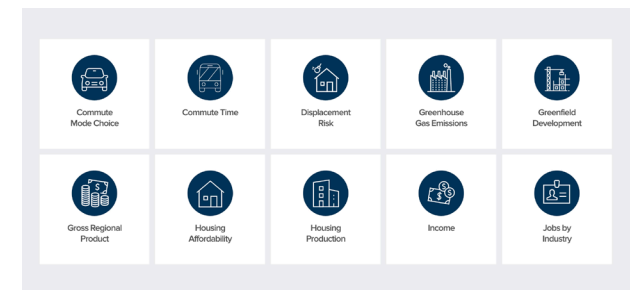 Commute
Mode Choice
Commute Time
Displacement
Risk
Greenhouse
Gas Emissions
Greenfield
Development
Gross Regional
Product
Housing
Affordability
Housing
Production
Income
Jobs by
Industry